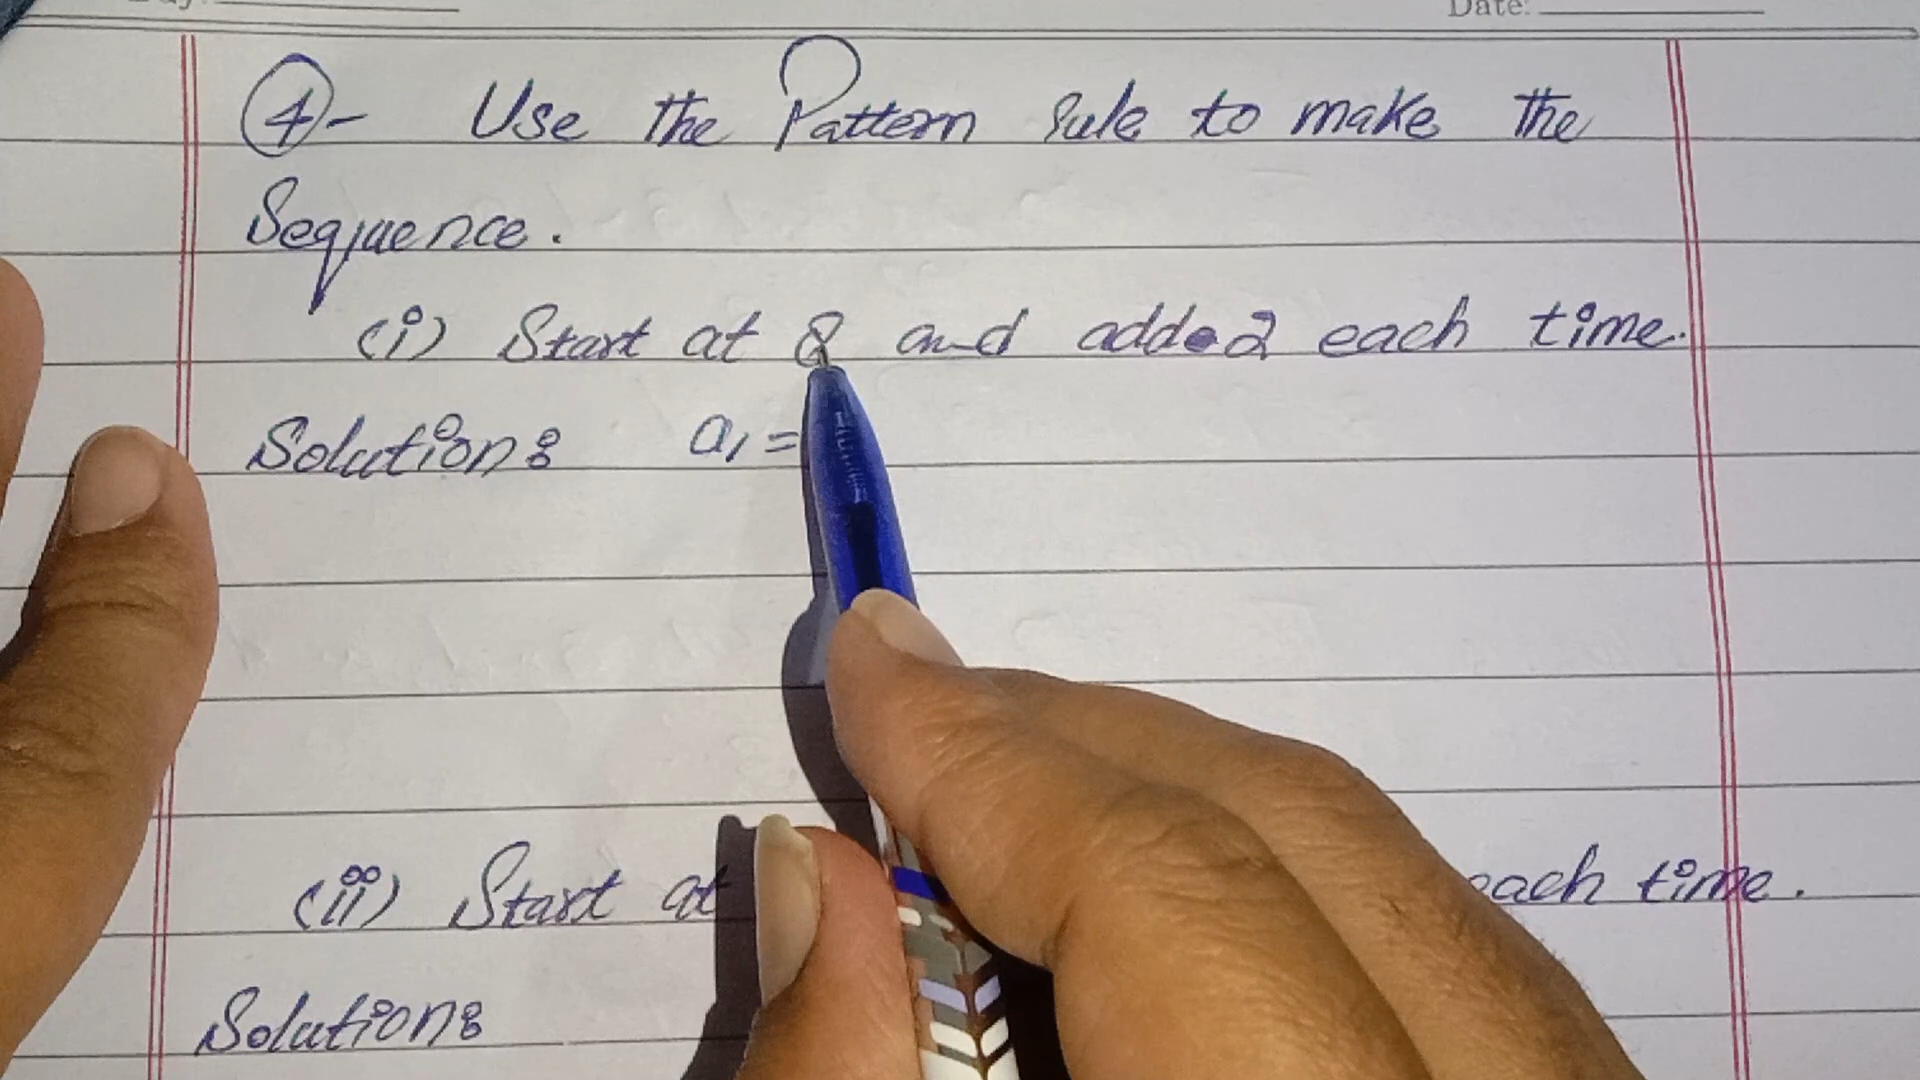 Date:
4- Use the Pattern Rule to make the
Sequence.
(i) Start at 8 and add 2 each time.
Solution: a₁ =
(ii) Start at each time.
Solution: